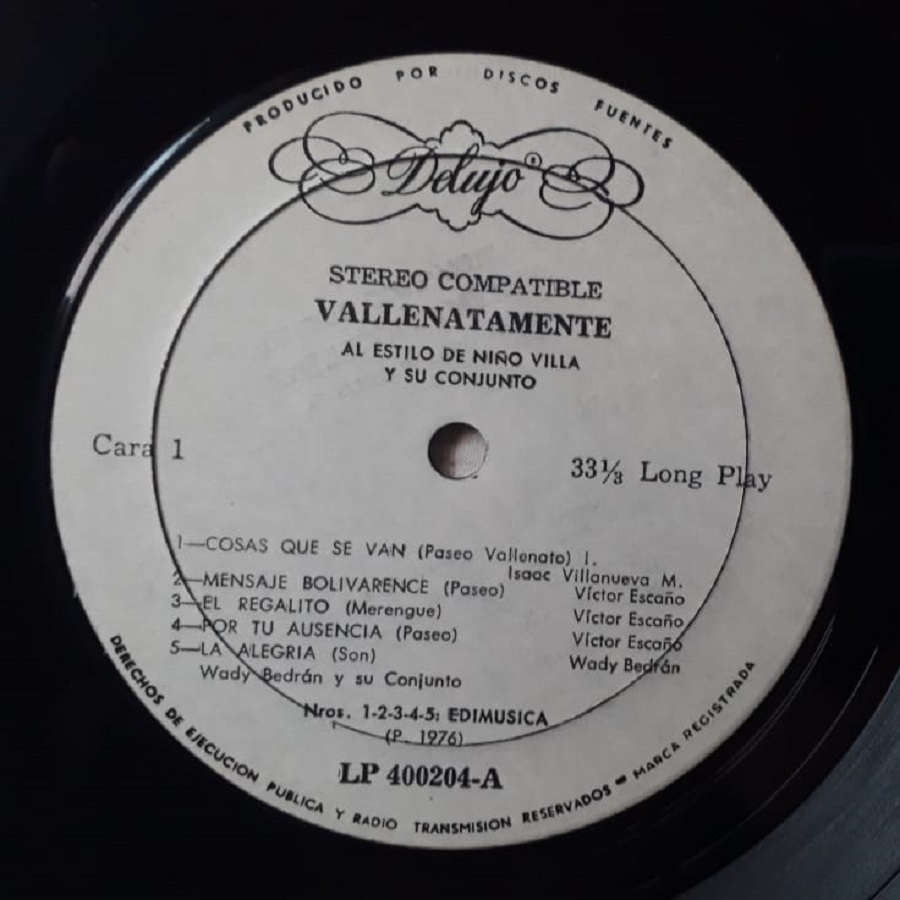 PRODUCIDO POR DISCOS FUENTES
Delujo
STEREO COMPATIBLE
VALLENATAMENTE
AL ESTILO DE NIÑO VILLA
Y SU CONJUNTO
Cara 1
33⅓ Long Play
1—COSAS QUE SE VAN (Paseo Vallenato) I.
Isaac Villanueva M.
2—MENSAJE BOLIVARENCE (Paseo) Víctor Escaño
3—EL REGALITO (Merengue) Víctor Escaño
4—POR TU AUSENCIA (Paseo) Víctor Escaño
5—LA ALEGRIA (Son) Wady Bedrán
Wady Bedrán y su Conjunto
Nros. 1-2-3-4-5: EDIMUSICA
(P. 1976)
LP 400204-A
DERECHOS DE EJECUCION PUBLICA Y RADIO TRANSMISION RESERVADOS - MARCA REGISTRADA